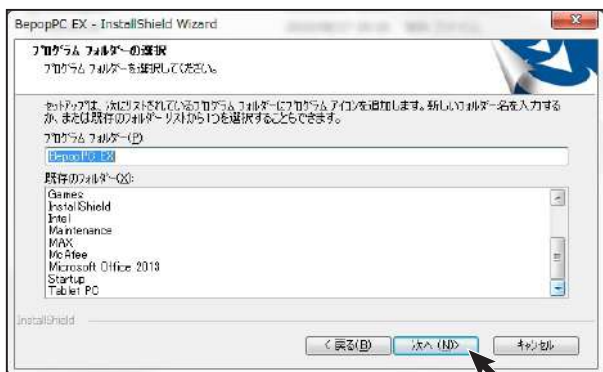 BepopPC EX - InstallShield Wizard
プログラム フォルダーの選択
プログラム フォルダーを選択してください。
セットアップは、次にリストされているプログラム フォルダーにプログラム アイコンを追加します。新しいフォルダー名を入力する
か、または既存のフォルダー リストから1つを選択することもできます。
プログラム フォルダー(P):
BepopPC EX
既存のフォルダー(X):
Games
InstallShield
Intel
Maintenance
MAX
McAfee
Microsoft Office 2013
Startup
Tablet PC
InstallShield
< 戻る(B)
次へ (N)>
キャンセル